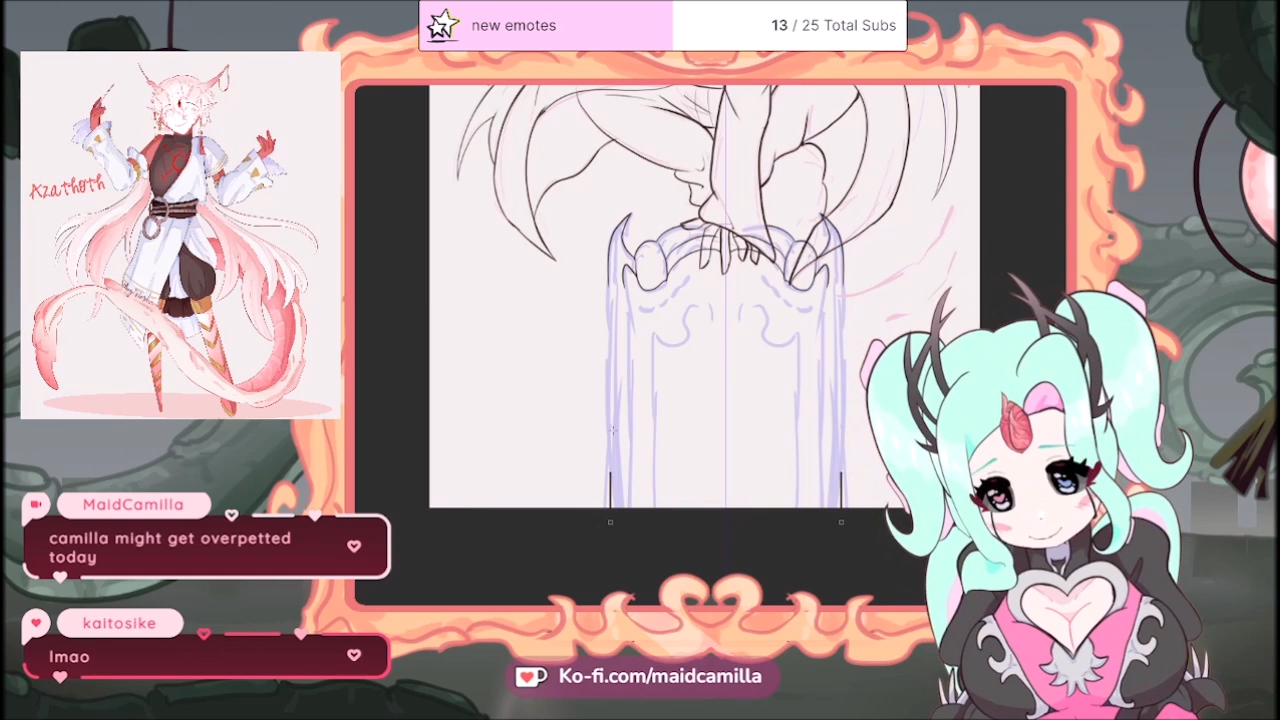 new emotes
13 / 25 Total Subs
Azathoth
MaidCamilla
camilla might get overpetted
today
kaitosike
lmao
Ko-fi.com/maidcamilla